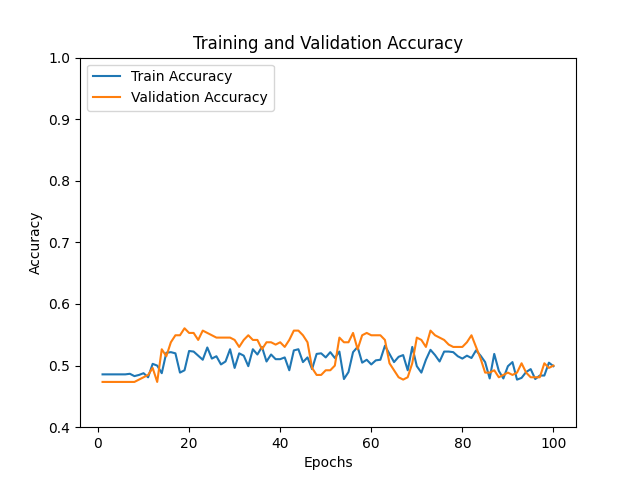 Training and Validation Accuracy
Train Accuracy
Validation Accuracy
1.0
0.9
0.8
0.7
0.6
0.5
0.4
Accuracy
0 20 40 60 80 100
Epochs